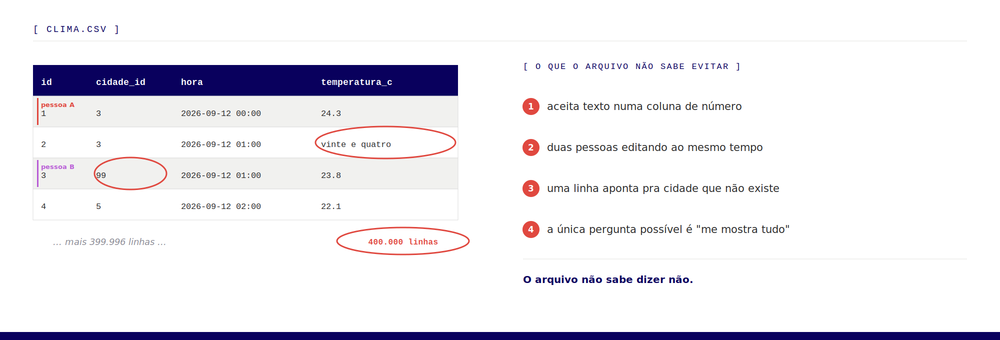 [ CLIMA.CSV ]
id cidade_id hora temperatura_c
pessoa A
1 3 2026-09-12 00:00 24.3
2 3 2026-09-12 01:00 vinte e quatro
pessoa B
3 99 2026-09-12 01:00 23.8
4 5 2026-09-12 02:00 22.1
... mais 399.996 linhas ...
400.000 linhas
[ O QUE O ARQUIVO NÃO SABE EVITAR ]
1 aceita texto numa coluna de número
2 duas pessoas editando ao mesmo tempo
3 uma linha aponta pra cidade que não existe
4 a única pergunta possível é "me mostra tudo"
O arquivo não sabe dizer não.